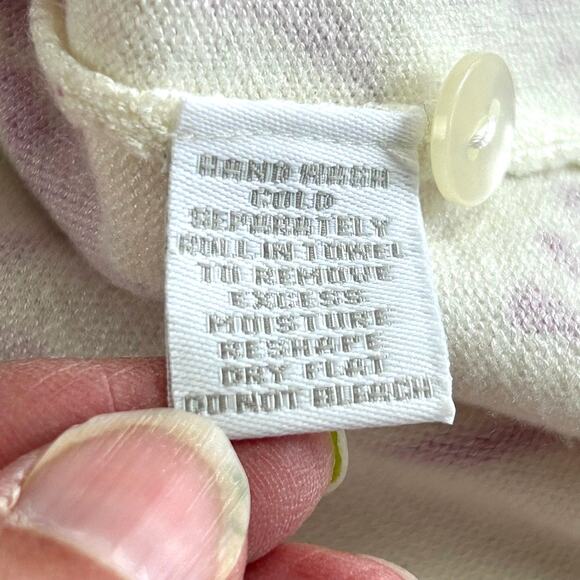 HAND WASH
COLD
SEPARATELY
ROLL IN TOWEL
TO REMOVE
EXCESS
MOISTURE
RESHAPE
DRY FLAT
DO NOT BLEACH